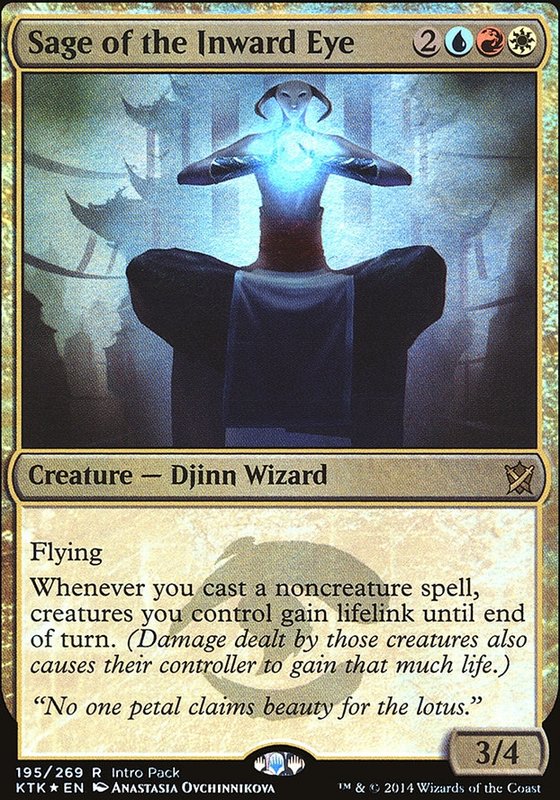 Sage of the Inward Eye 2
Creature — Djinn Wizard
Flying
Whenever you cast a noncreature spell,
creatures you control gain lifelink until end
of turn. (Damage dealt by those creatures also
causes their controller to gain that much life.)
“No one petal claims beauty for the lotus.”
3/4
195/269 R Intro Pack
KTK★EN Anastasia Ovchinnikova ™ & © 2014 Wizards of the Coast